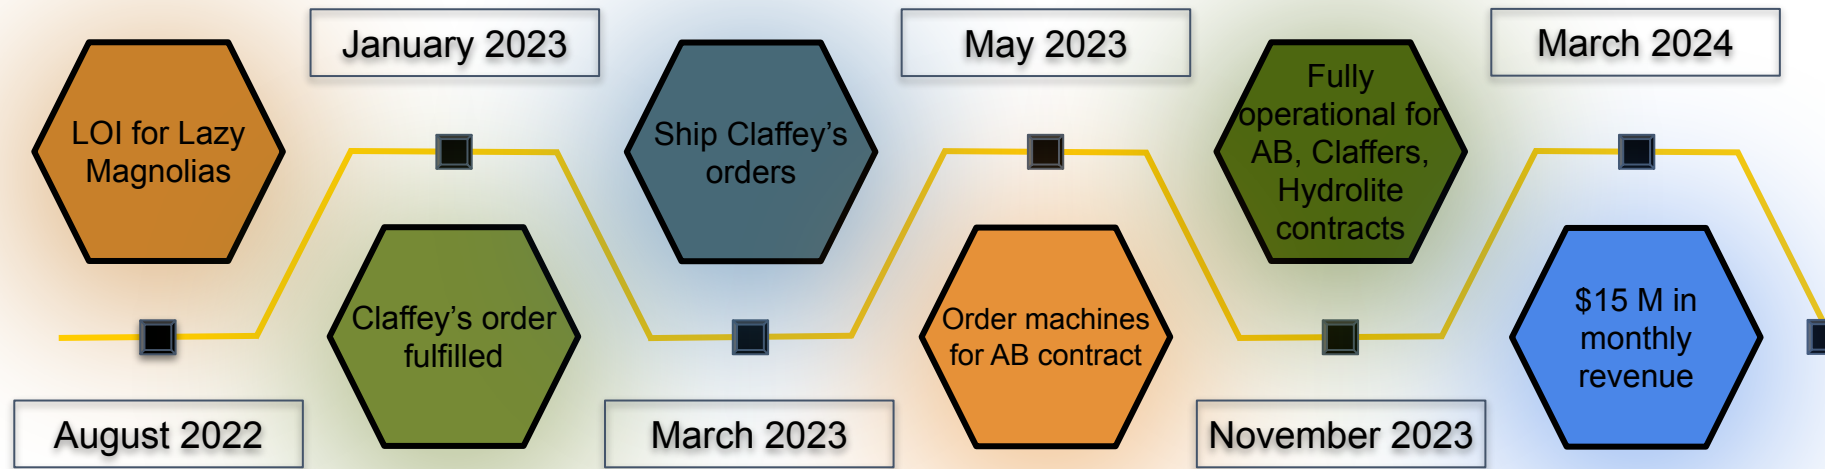 LOI for Lazy
Magnolias
August 2022
January 2023
Claffey’s order
fulfilled
Ship Claffey’s
orders
March 2023
May 2023
Order machines
for AB contract
Fully
operational for
AB, Claffers,
Hydrolite
contracts
November 2023
March 2024
$15 M in
monthly
revenue